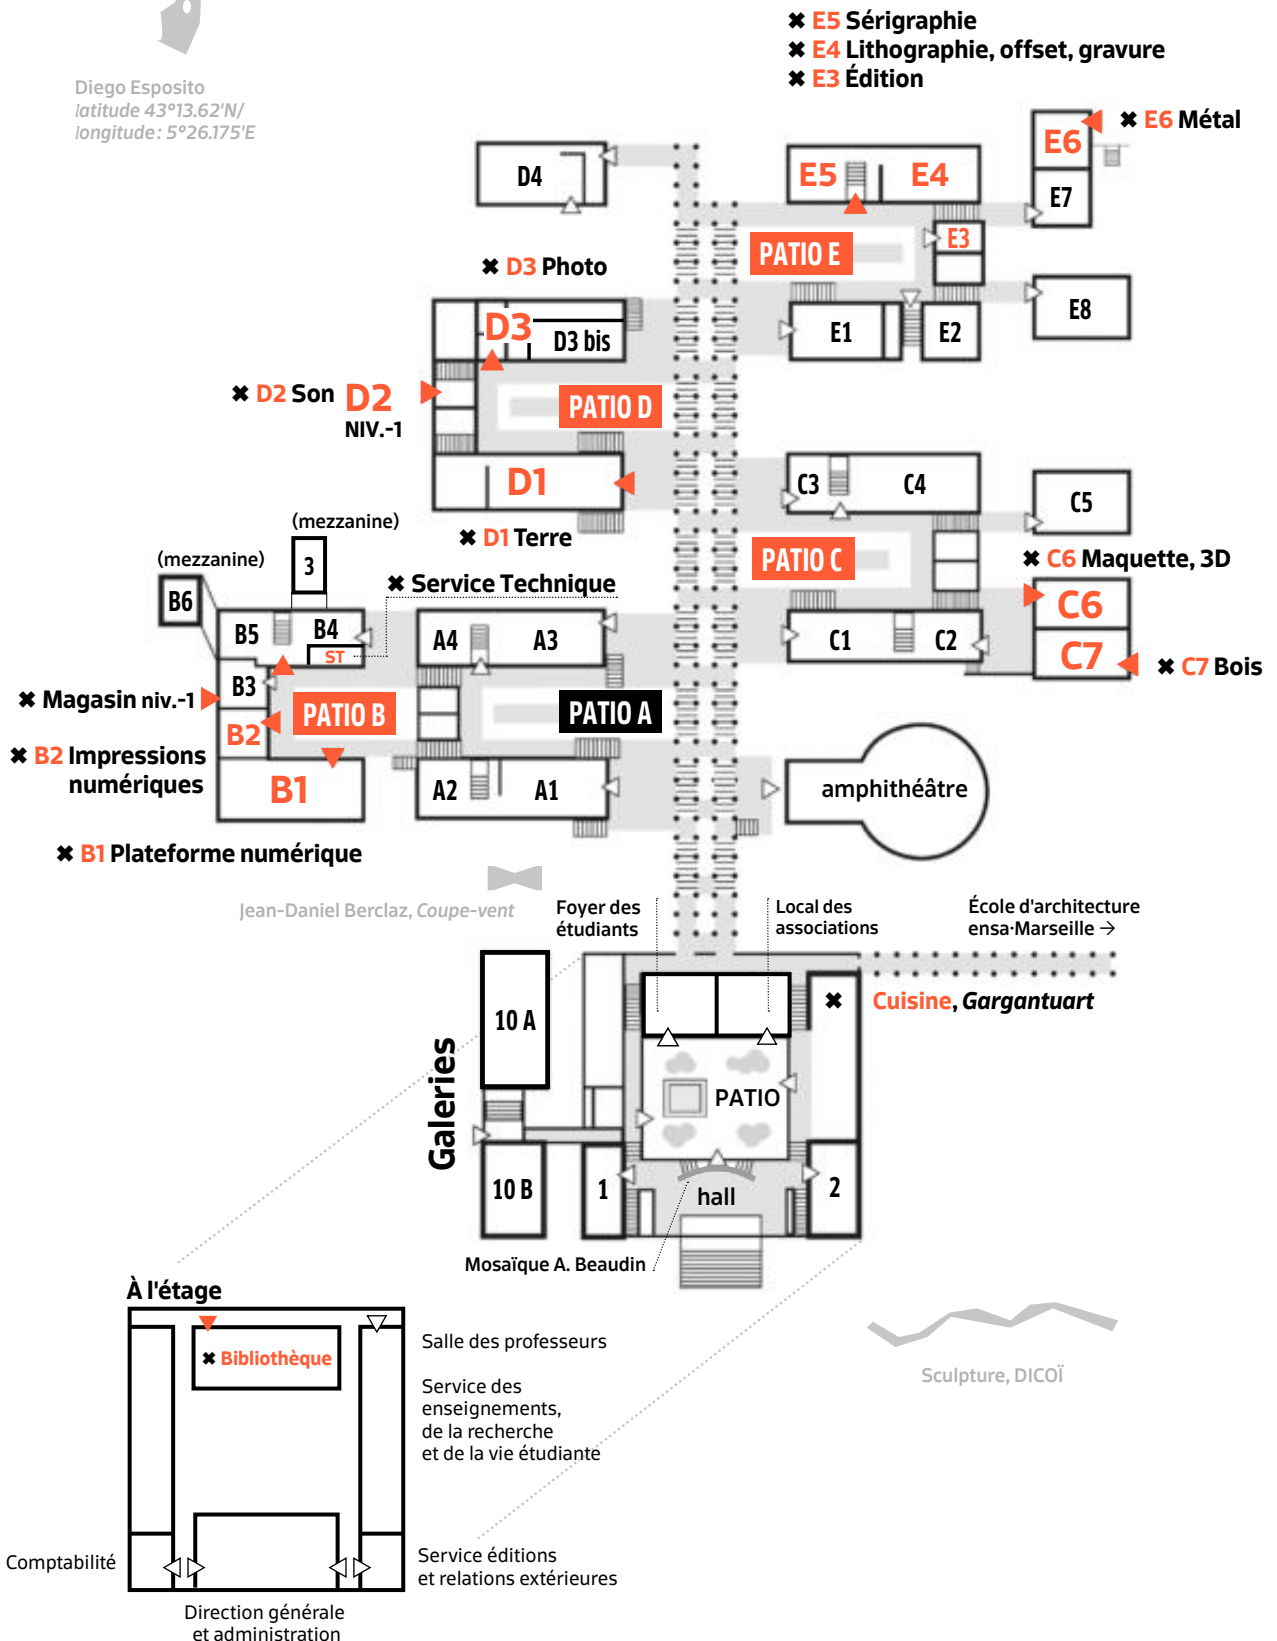 ✖ E5 Sérigraphie
✖ E4 Lithographie, offset, gravure
✖ E3 Édition
Diego Esposito
latitude 43°13.62'N/
longitude: 5°26.175'E
✖ E6 Métal
E6
E7
D4
E5
E4
E3
PATIO E
✖ D3 Photo
E8
E1
E2
D3
D3 bis
✖ D2 Son
D2
NIV.-1
PATIO D
D1
✖ D1 Terre
C3
C4
C5
PATIO C
✖ C6 Maquette, 3D
C6
C7
✖ C7 Bois
C1
C2
(mezzanine)
3
(mezzanine)
B6
✖ Service Technique
B5
B4
ST
A4
A3
B3
✖ Magasin niv.-1
PATIO B
PATIO A
B2
✖ B2 Impressions
numériques
B1
A2
A1
amphithéâtre
✖ B1 Plateforme numérique
Jean-Daniel Berclaz, Coupe-vent
Foyer des
étudiants
Local des
associations
École d'architecture
ensa·Marseille →
✖ Cuisine, Gargantuart
Galeries
10 A
10 B
PATIO
1
hall
2
Mosaïque A. Beaudin
À l'étage
✖ Bibliothèque
Salle des professeurs
Service des
enseignements,
de la recherche
et de la vie étudiante
Sculpture, DICOÏ
Comptabilité
Service éditions
et relations extérieures
Direction générale
et administration